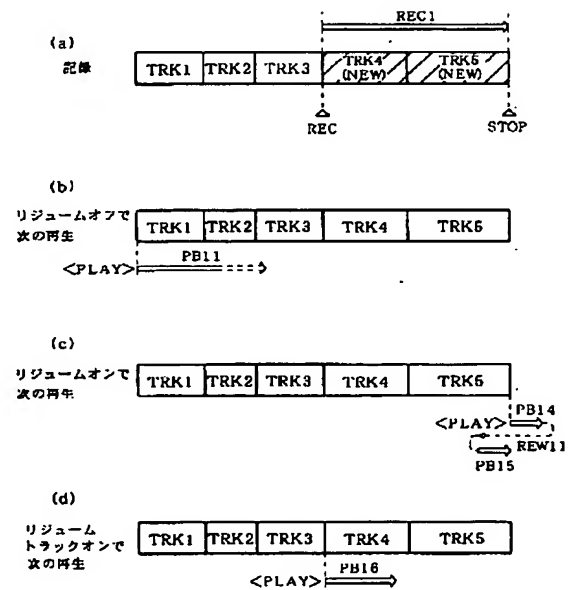 REC1
(a)
記録
TRK1 TRK2 TRK3 TRK4 TRK5
(NEW) (NEW)
REC STOP
(b)
リジュームオフで
次の再生
TRK1 TRK2 TRK3 TRK4 TRK5
<PLAY> PB11
(c)
リジュームオンで
次の再生
TRK1 TRK2 TRK3 TRK4 TRK5
<PLAY> PB14
REW11
PB15
(d)
リジューム
トラックオンで
次の再生
TRK1 TRK2 TRK3 TRK4 TRK5
<PLAY> PB16